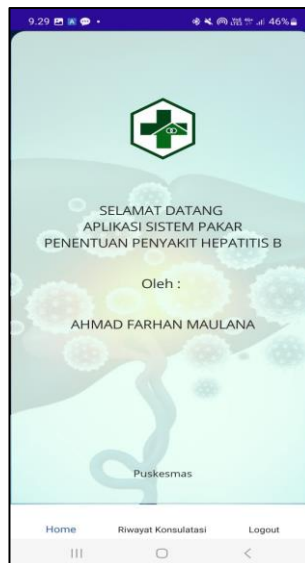 9.29
46%
SELAMAT DATANG
APLIKASI SISTEM PAKAR
PENENTUAN PENYAKIT HEPATITIS B
Oleh :
AHMAD FARHAN MAULANA
Puskesmas
Home Riwayat Konsulatasi Logout